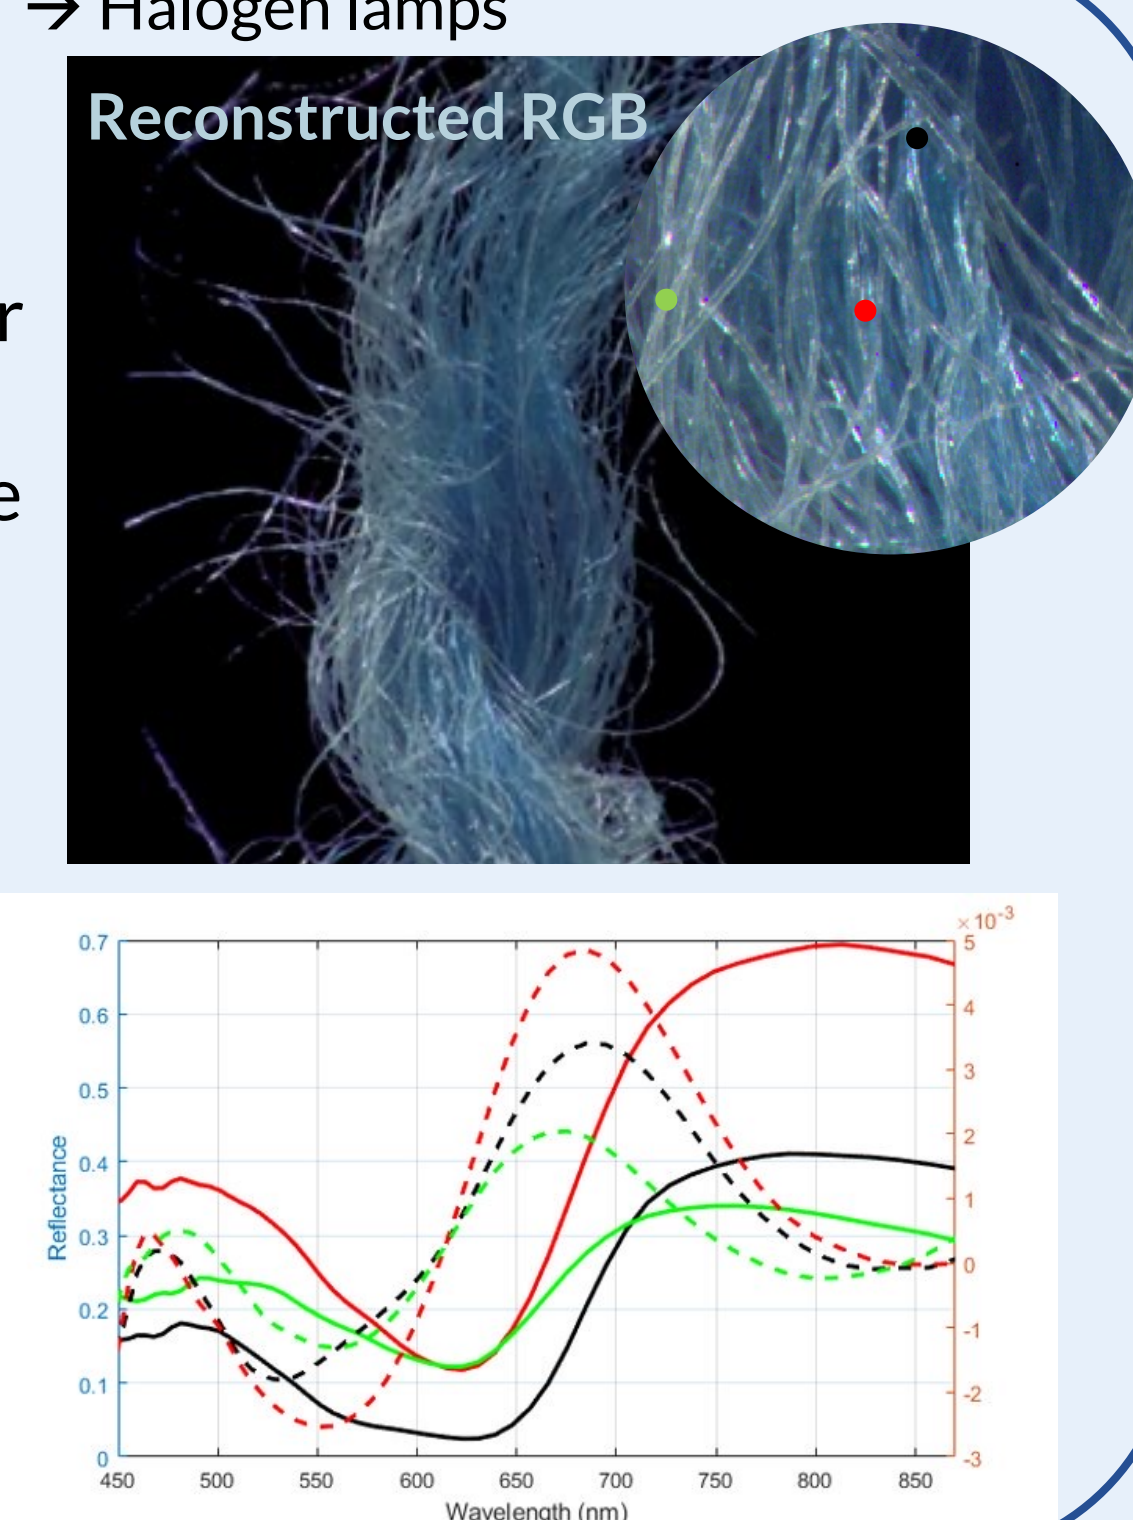 → Halogen lamps
Reconstructed RGB
r
e
×10⁻³
0.7
0.6
0.5
0.4
0.3
0.2
0.1
0
Reflectance
5
4
3
2
1
0
-1
-2
-3
450 500 550 600 650 700 750 800 850
Wavelength (nm)